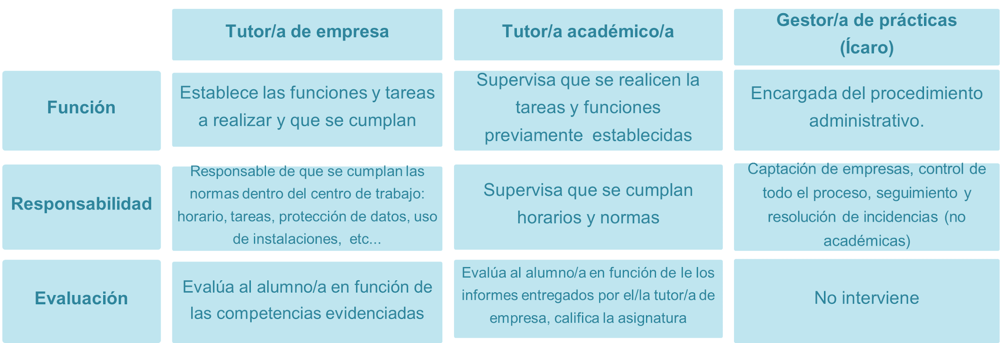 Tutor/a de empresa
Tutor/a académico/a
Gestor/a de prácticas
(Ícaro)
Función
Establece las funciones y tareas
a realizar y que se cumplan
Supervisa que se realicen la
tareas y funciones
previamente establecidas
Encargada del procedimiento
administrativo.
Responsabilidad
Responsable de que se cumplan las
normas dentro del centro de trabajo:
horario, tareas, protección de datos, uso
de instalaciones, etc...
Supervisa que se cumplan
horarios y normas
Captación de empresas, control de
todo el proceso, seguimiento y
resolución de incidencias (no
académicas)
Evaluación
Evalúa al alumno/a en función de
las competencias evidenciadas
Evalúa al alumno/a en función de le los
informes entregados por el/la tutor/a de
empresa, califica la asignatura
No interviene